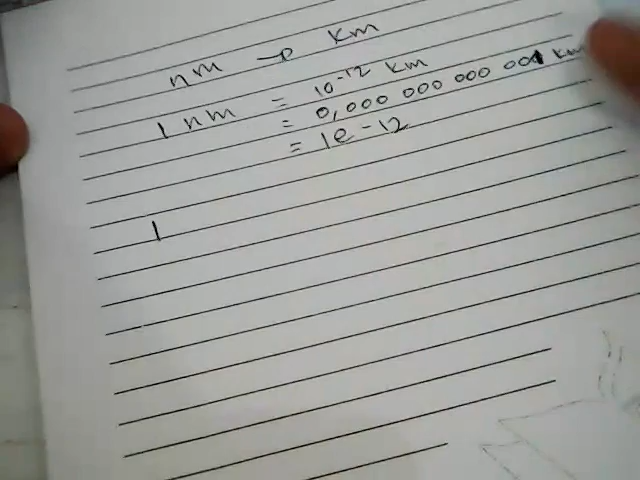 nm → km
1 nm = 10⁻¹² km
= 0,000 000 000 001 km
= 1e-12
1